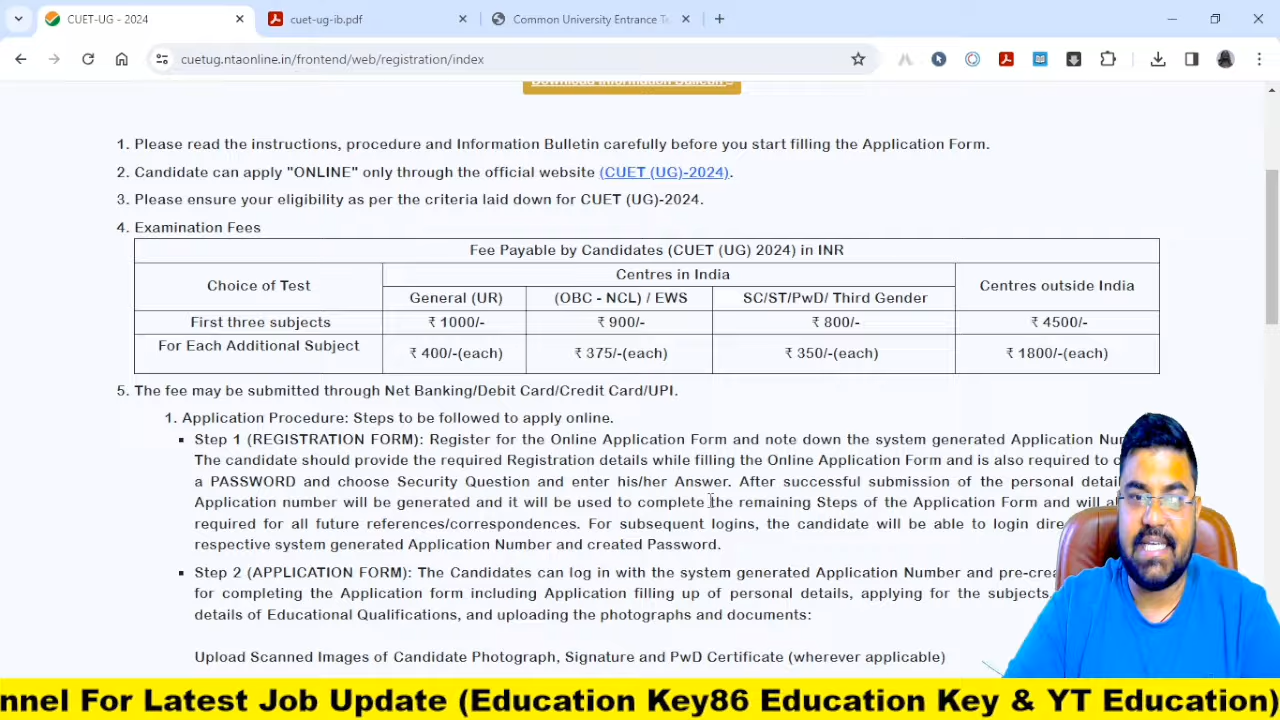 CUET-UG - 2024
cuet-ug-ib.pdf
Common University Entrance Te
cuetug.ntaonline.in/frontend/web/registration/index
Download Information Bulletin
1. Please read the instructions, procedure and Information Bulletin carefully before you start filling the Application Form.
2. Candidate can apply "ONLINE" only through the official website (CUET (UG)-2024).
3. Please ensure your eligibility as per the criteria laid down for CUET (UG)-2024.
4. Examination Fees
Fee Payable by Candidates (CUET (UG) 2024) in INR
Choice of Test Centres in India Centres outside India
General (UR) (OBC - NCL) / EWS SC/ST/PwD/ Third Gender
First three subjects ₹ 1000/- ₹ 900/- ₹ 800/- ₹ 4500/-
For Each Additional Subject ₹ 400/-(each) ₹ 375/-(each) ₹ 350/-(each) ₹ 1800/-(each)
5. The fee may be submitted through Net Banking/Debit Card/Credit Card/UPI.
1. Application Procedure: Steps to be followed to apply online.
▪ Step 1 (REGISTRATION FORM): Register for the Online Application Form and note down the system generated Application Nu
The candidate should provide the required Registration details while filling the Online Application Form and is also required to
a PASSWORD and choose Security Question and enter his/her Answer. After successful submission of the personal detai
Application number will be generated and it will be used to complete the remaining Steps of the Application Form and will al
required for all future references/correspondences. For subsequent logins, the candidate will be able to login dire
respective system generated Application Number and created Password.
▪ Step 2 (APPLICATION FORM): The Candidates can log in with the system generated Application Number and pre-crea
for completing the Application form including Application filling up of personal details, applying for the subjects,
details of Educational Qualifications, and uploading the photographs and documents:
Upload Scanned Images of Candidate Photograph, Signature and PwD Certificate (wherever applicable)
nnel For Latest Job Update (Education Key86 Education Key & YT Education)